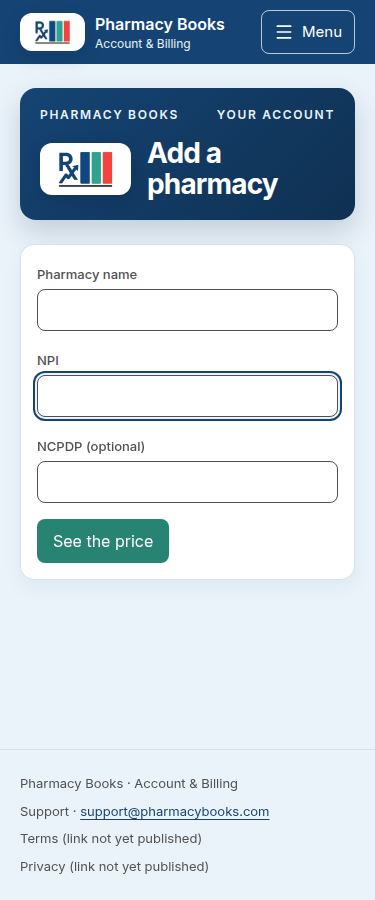 Pharmacy Books
Account & Billing
Menu
PHARMACY BOOKS
YOUR ACCOUNT
Rx
Add a
pharmacy
Pharmacy name
NPI
NCPDP (optional)
See the price
Pharmacy Books · Account & Billing
Support · support@pharmacybooks.com
Terms (link not yet published)
Privacy (link not yet published)